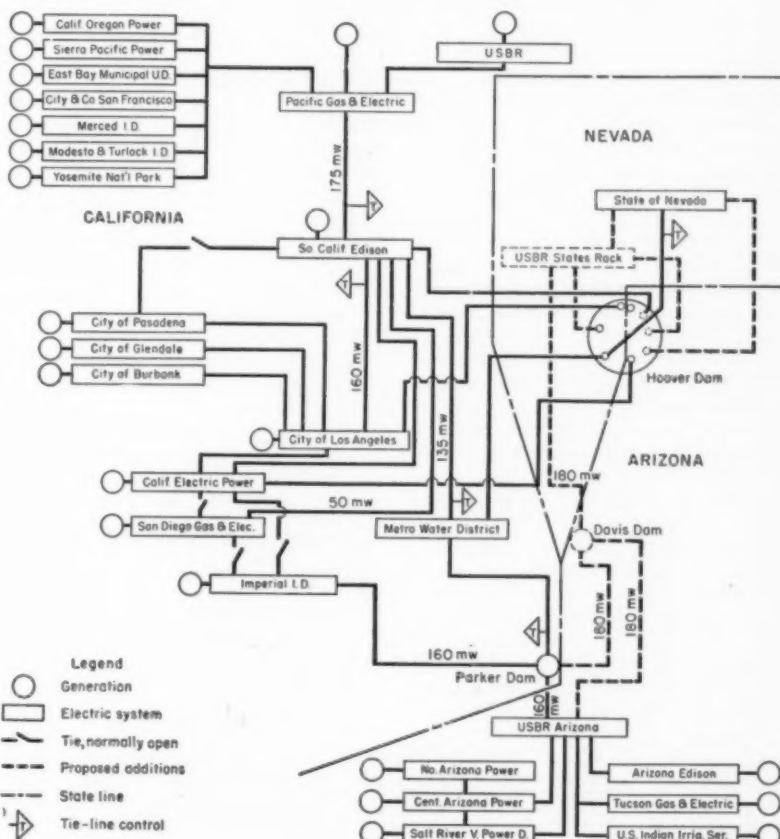 Calif Oregon Power
Sierra Pacific Power
East Bay Municipal U.D.
City & Co San Francisco
Merced I.D.
Modesto & Turlock I.D.
Yosemite Nat'l Park
USBR
Pacific Gas & Electric
175 mw
NEVADA
CALIFORNIA
State of Nevada
T
So. Calif. Edison
USBR States Rack
T
T
City of Pasadena
City of Glendale
City of Burbank
160 mw
Hoover Dam
City of Los Angeles
135 mw
ARIZONA
Calif. Electric Power
180 mw
50 mw
T
San Diego Gas & Elec.
Metro Water District
Davis Dam
Imperial I.D.
180 mw
180 mw
T
160 mw
Parker Dam
160 mw
USBR Arizona
Legend
Generation
Electric system
Tie, normally open
Proposed additions
State line
T Tie-line control
No. Arizona Power
Cent. Arizona Power
Salt River V. Power D.
Arizona Edison
Tucson Gas & Electric
U.S. Indian Irrig. Ser.